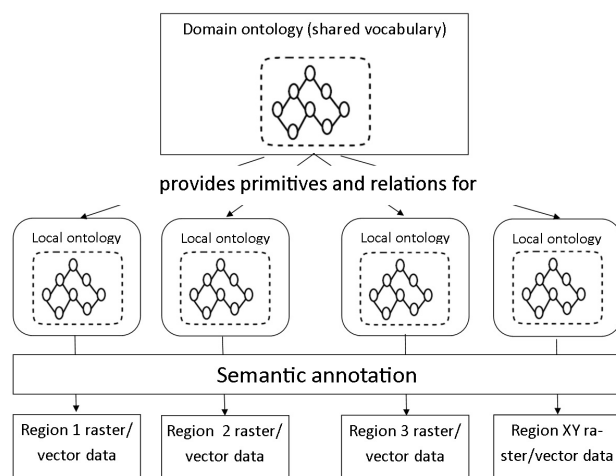 Domain ontology (shared vocabulary)
provides primitives and relations for
Local ontology
Local ontology
Local ontology
Local ontology
Semantic annotation
Region 1 raster/
vector data
Region 2 raster/
vector data
Region 3 raster/
vector data
Region XY ra-
ster/vector data